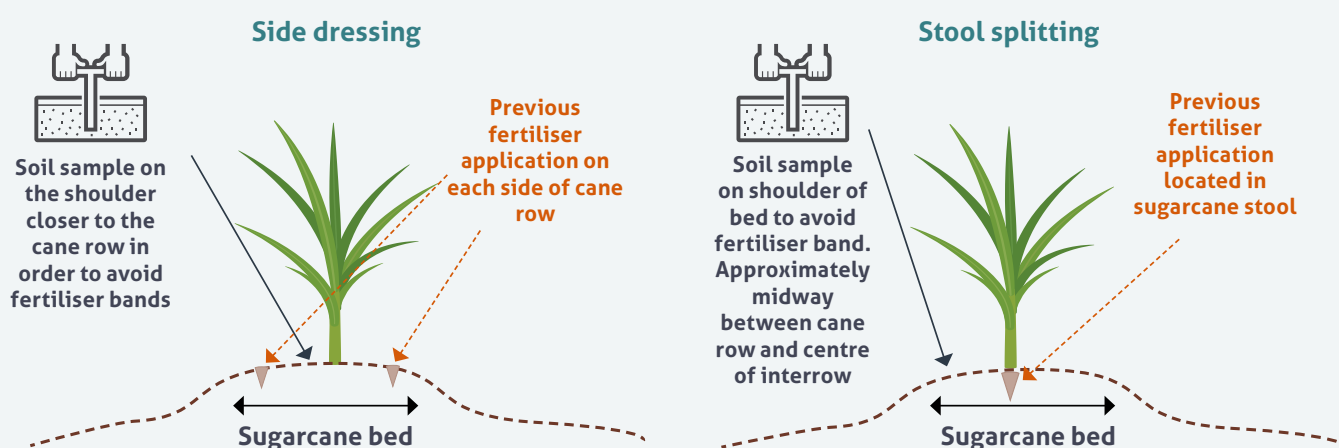 Side dressing
Soil sample on
the shoulder
closer to the
cane row in
order to avoid
fertiliser bands
Previous
fertiliser
application on
each side of cane
row
Sugarcane bed
Stool splitting
Soil sample
on shoulder of
bed to avoid
fertiliser band.
Approximately
midway
between cane
row and centre
of interrow
Previous
fertiliser
application
located in
sugarcane stool
Sugarcane bed